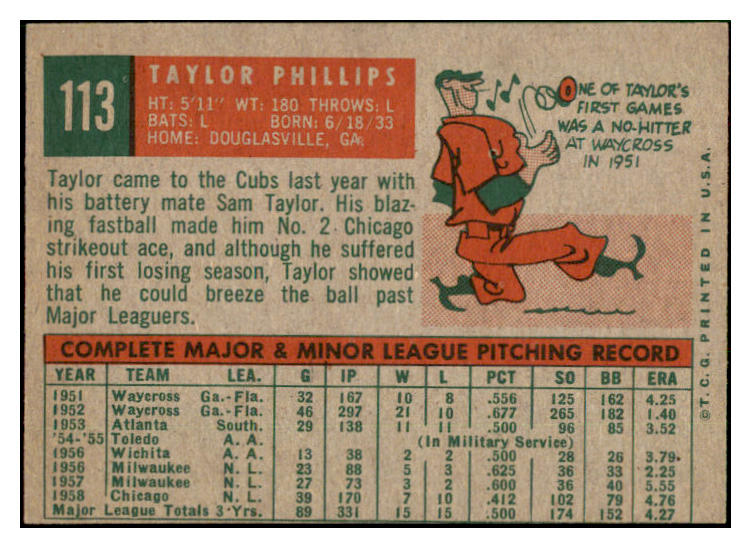 113
TAYLOR PHILLIPS
HT: 5'11" WT: 180 THROWS: L
BATS: L BORN: 6/18/33
HOME: DOUGLASVILLE, GA.
ONE OF TAYLOR'S
FIRST GAMES
WAS A NO-HITTER
AT WAYCROSS
IN 1951
Taylor came to the Cubs last year with
his battery mate Sam Taylor. His blaz-
ing fastball made him No. 2 Chicago
strikeout ace, and although he suffered
his first losing season, Taylor showed
that he could breeze the ball past
Major Leaguers.
COMPLETE MAJOR & MINOR LEAGUE PITCHING RECORD
YEAR TEAM LEA. G IP W L PCT SO BB ERA
1951 Waycross Ga.-Fla. 32 167 10 8 .556 125 162 4.25
1952 Waycross Ga.-Fla. 46 297 21 10 .677 265 182 1.40
1953 Atlanta South. 29 138 11 11 .500 96 85 3.52
'54-'55 Toledo A. A. (In Military Service)
1956 Wichita A. A. 13 38 2 2 .500 28 26 3.79
1956 Milwaukee N. L. 23 88 5 3 .625 36 33 2.25
1957 Milwaukee N. L. 27 73 3 2 .600 36 40 5.55
1958 Chicago N. L. 39 170 7 10 .412 102 79 4.76
Major League Totals 3 Yrs. 89 331 15 15 .500 174 152 4.27
©T.C.G. PRINTED IN U.S.A.